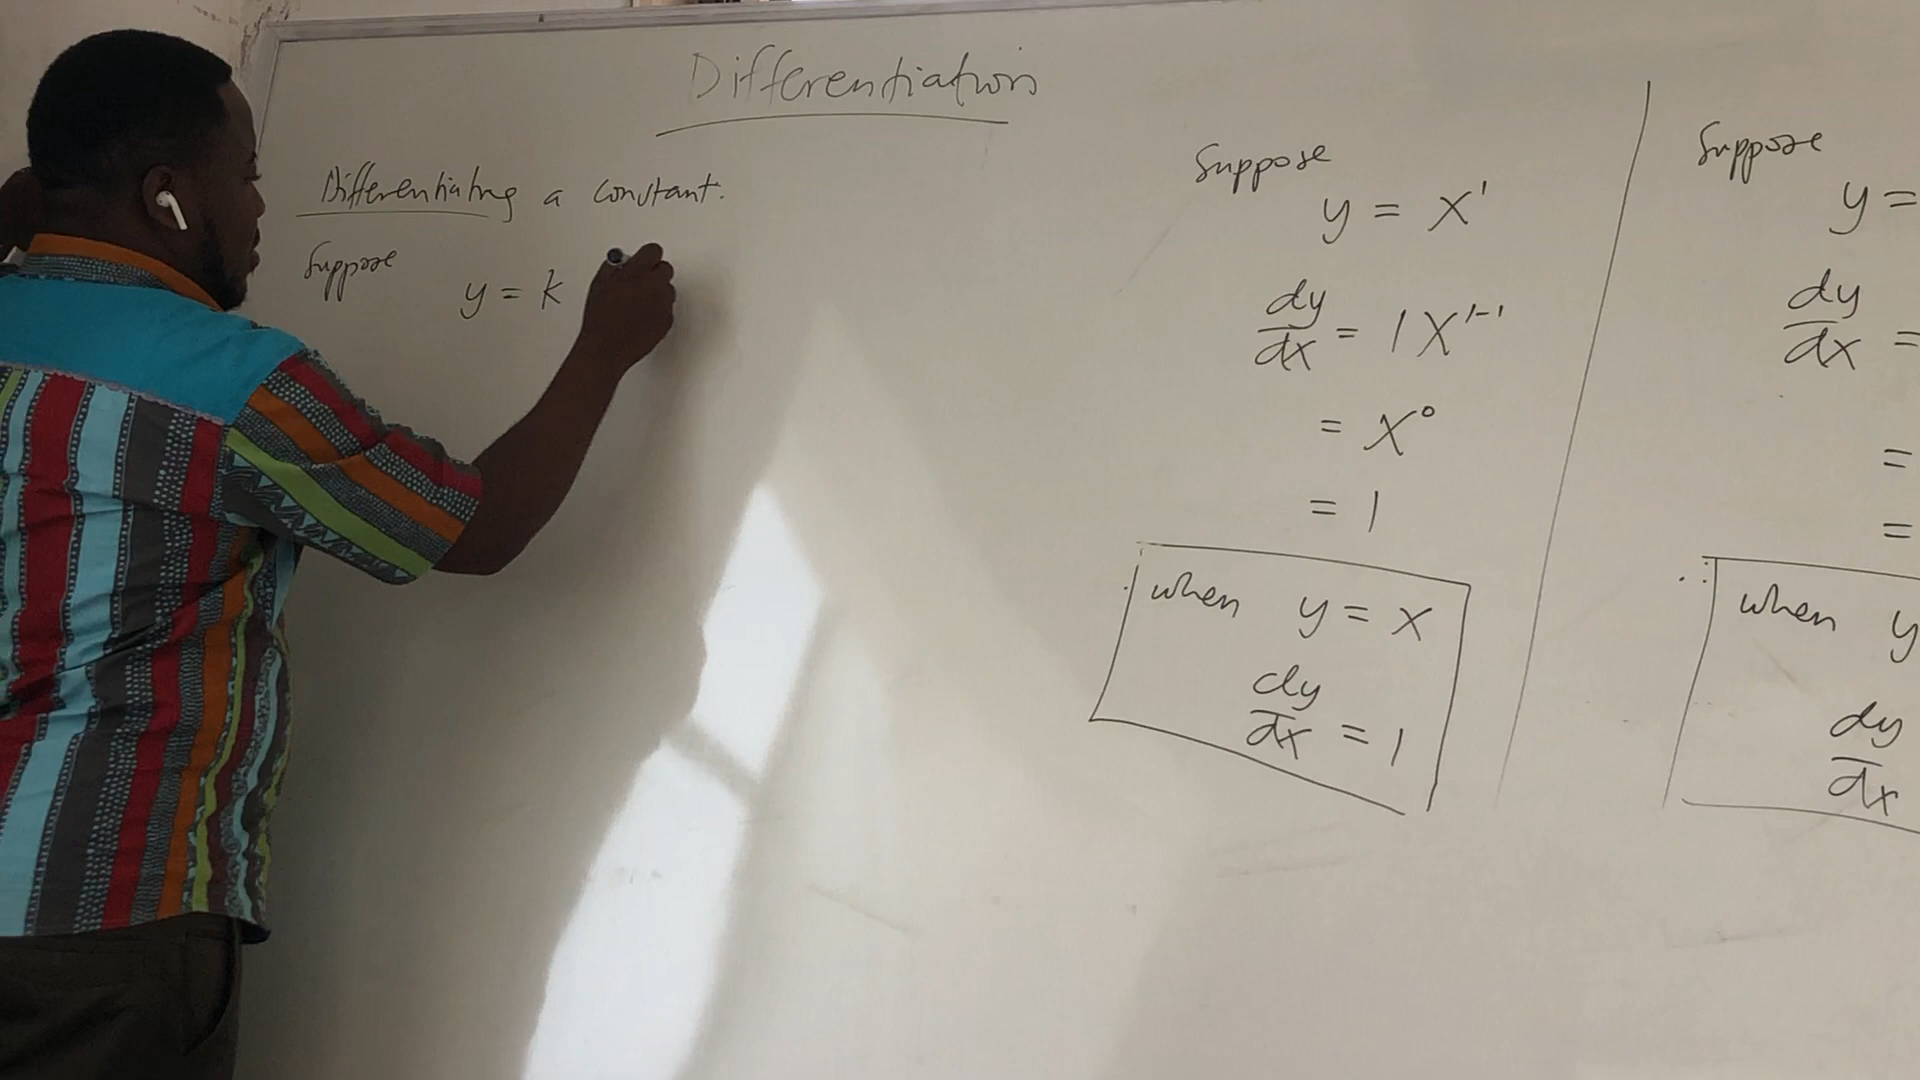 Differentiation
Differentiating a constant.
Suppose
y = k
Suppose
y = x¹
dy/dx = 1x¹⁻¹
= x⁰
= 1
∴ when y = x
dy/dx = 1
Suppose
y =
dy/dx =
=
=
∴ when y
dy/dx